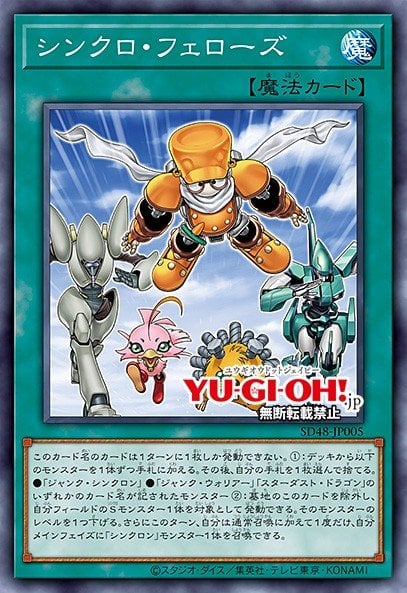 シンクロ・フェローズ
魔
【魔法カード】
ユウギオウドットジェイピー
YU-GI-OH!.jp
無断転載禁止
SD48-JP005
このカード名のカードは1ターンに1枚しか発動できない。①：デッキから以下
のモンスターを1体ずつ手札に加える。その後、自分の手札を1枚選んで捨てる。
●「ジャンク・シンクロン」●「ジャンク・ウォリアー」「スターダスト・ドラゴン」の
いずれかのカード名が記されたモンスター②：墓地のこのカードを除外し、
自分フィールドのSモンスター1体を対象として発動できる。そのモンスターの
レベルを1つ下げる。さらにこのターン、自分は通常召喚に加えて1度だけ、自分
メインフェイズにモンスター1体を召喚できる。
©スタジオ・ダイス／集英社・テレビ東京・KONAMI